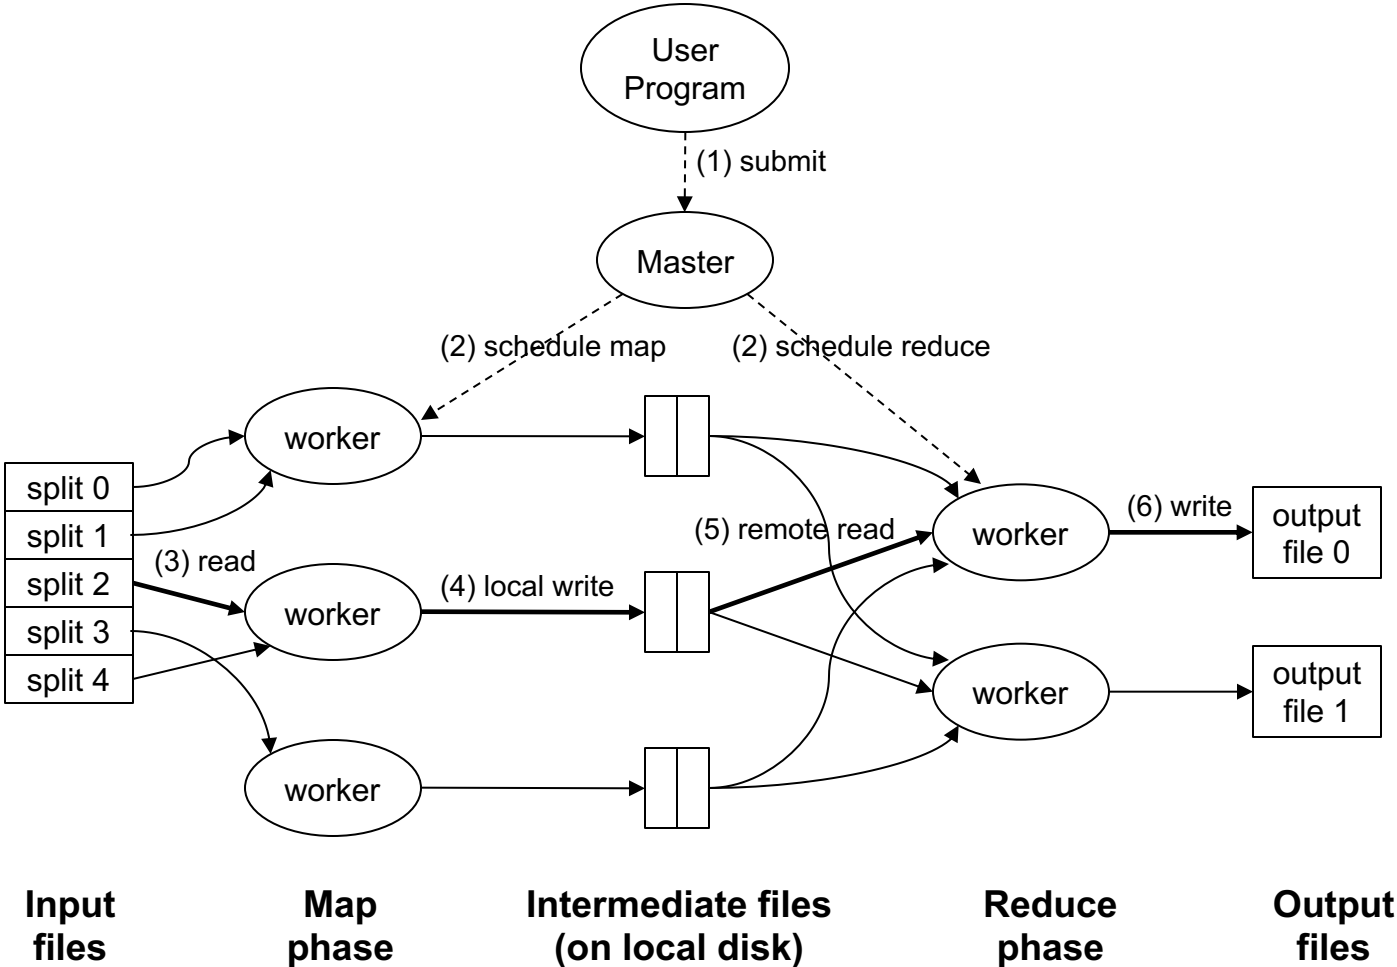 User
Program
(1) submit
Master
(2) schedule map
(2) schedule reduce
worker
split 0
split 1
split 2
split 3
split 4
(3) read
worker
(4) local write
worker
(5) remote read
worker
worker
(6) write
output
file 0
output
file 1
Input
files
Map
phase
Intermediate files
(on local disk)
Reduce
phase
Output
files